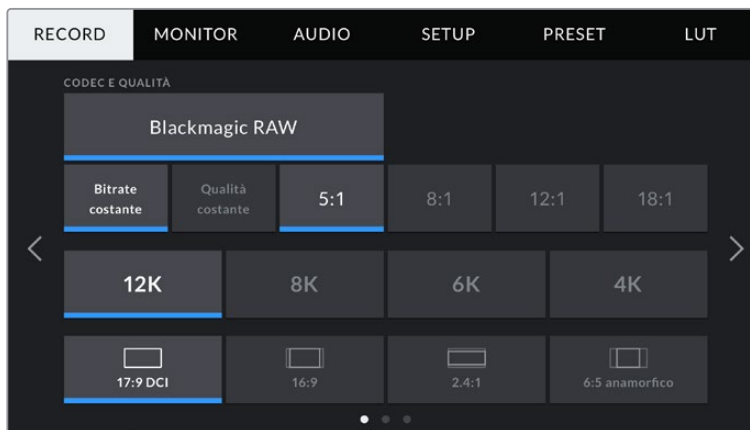 RECORD MONITOR AUDIO SETUP PRESET LUT
CODEC E QUALITÀ
Blackmagic RAW
Bitrate costante Qualità costante 5:1 8:1 12:1 18:1
12K 8K 6K 4K
17:9 DCI 16:9 2.4:1 6:5 anamorfico